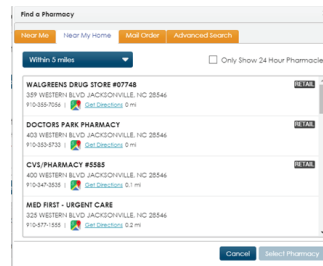 Find a Pharmacy
Near Me Near My Home Mail Order Advanced Search
Within 5 miles Only Show 24 Hour Pharmacie
WALGREENS DRUG STORE #07748 RETAIL
359 WESTERN BLVD JACKSONVILLE, NC 28546
910-355-7056 | Get Directions 0 mi
DOCTORS PARK PHARMACY RETAIL
403 WESTERN BLVD JACKSONVILLE, NC 28546
910-353-5733 | Get Directions 0 mi
CVS/PHARMACY #5585 RETAIL
400 WESTERN BLVD JACKSONVILLE, NC 28546
910-347-3535 | Get Directions 0.1 mi
MED FIRST - URGENT CARE
325 WESTERN BLVD JACKSONVILLE, NC 28546
910-577-1555 | Get Directions 0.2 mi
Cancel Select Pharmacy